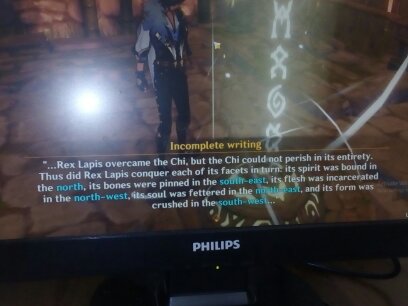 Incomplete writing
"...Rex Lapis overcame the Chi, but the Chi could not perish in its entirety.
Thus did Rex Lapis conquer each of its facets in turn: its spirit was bound in
the north, its bones were pinned in the south-east, its flesh was incarcerated
in the north-west, its soul was fettered in the north-east, and its form was
crushed in the south-west...
PHILIPS